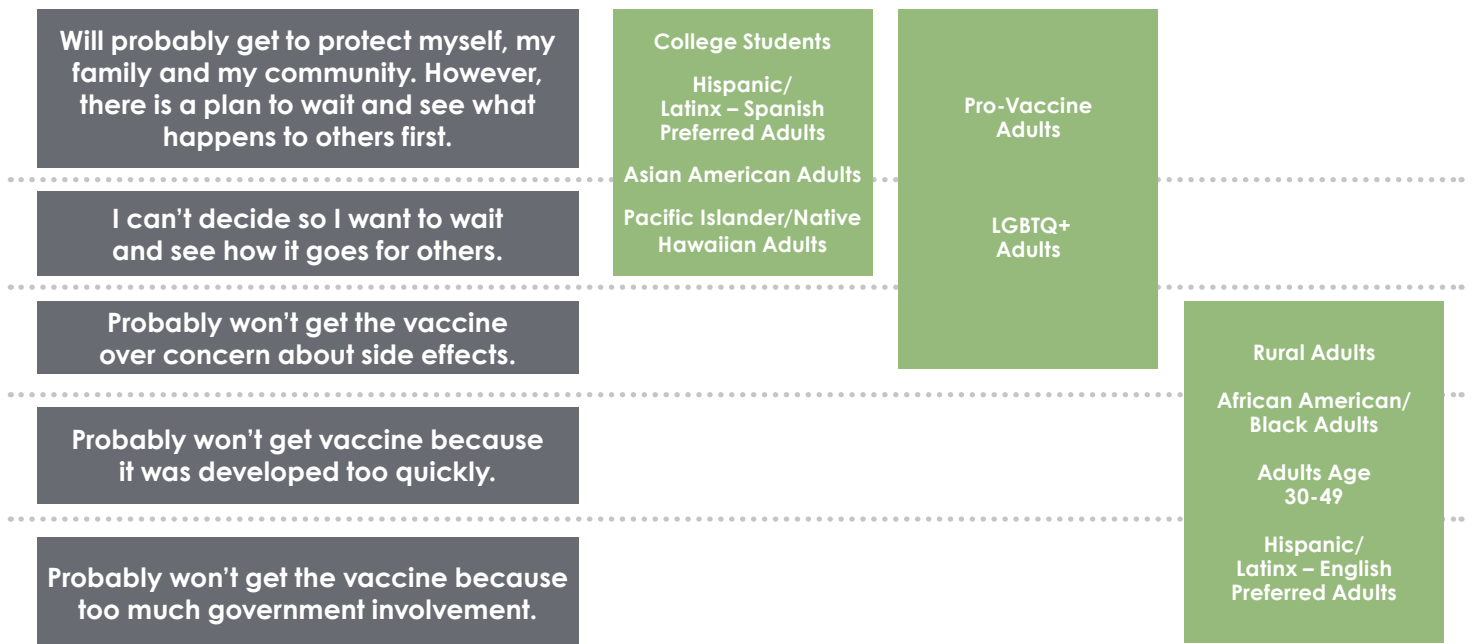 Will probably get to protect myself, my
family and my community. However,
there is a plan to wait and see what
happens to others first.
I can't decide so I want to wait
and see how it goes for others.
Probably won't get the vaccine
over concern about side effects.
Probably won't get vaccine because
it was developed too quickly.
Probably won't get the vaccine because
too much government involvement.
College Students
Hispanic/
Latinx – Spanish
Preferred Adults
Asian American Adults
Pacific Islander/Native
Hawaiian Adults
Pro-Vaccine
Adults
LGBTQ+
Adults
Rural Adults
African American/
Black Adults
Adults Age
30-49
Hispanic/
Latinx – English
Preferred Adults